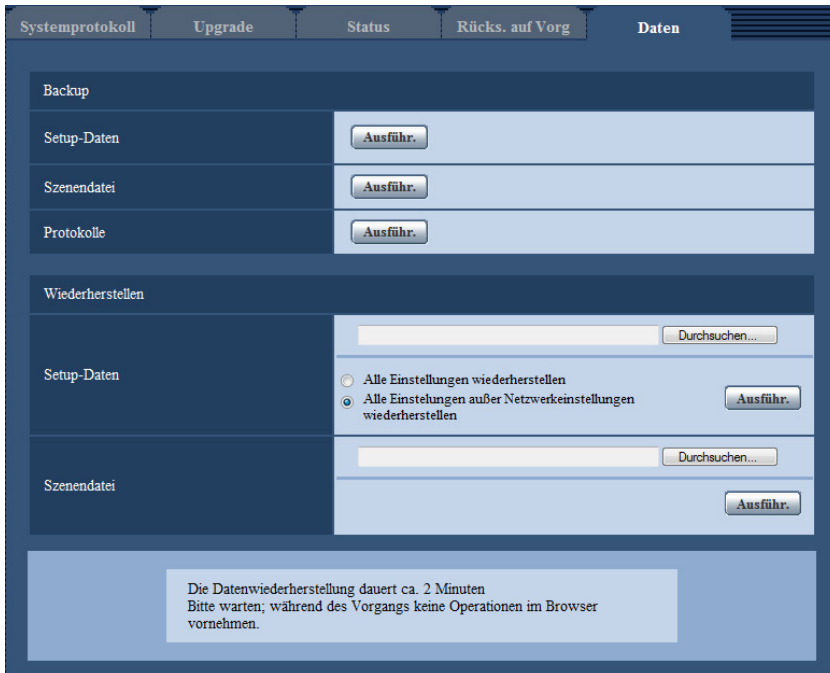 Systemprotokoll Upgrade Status Rücks. auf Vorg Daten
Backup
Setup-Daten Ausführ.
Szenendatei Ausführ.
Protokolle Ausführ.
Wiederherstellen
Durchsuchen...
Setup-Daten
Alle Einstellungen wiederherstellen
Alle Einstelungen außer Netzwerkeinstellungen
wiederherstellen
Ausführ.
Durchsuchen...
Szenendatei
Ausführ.
Die Datenwiederherstellung dauert ca. 2 Minuten
Bitte warten; während des Vorgangs keine Operationen im Browser
vornehmen.